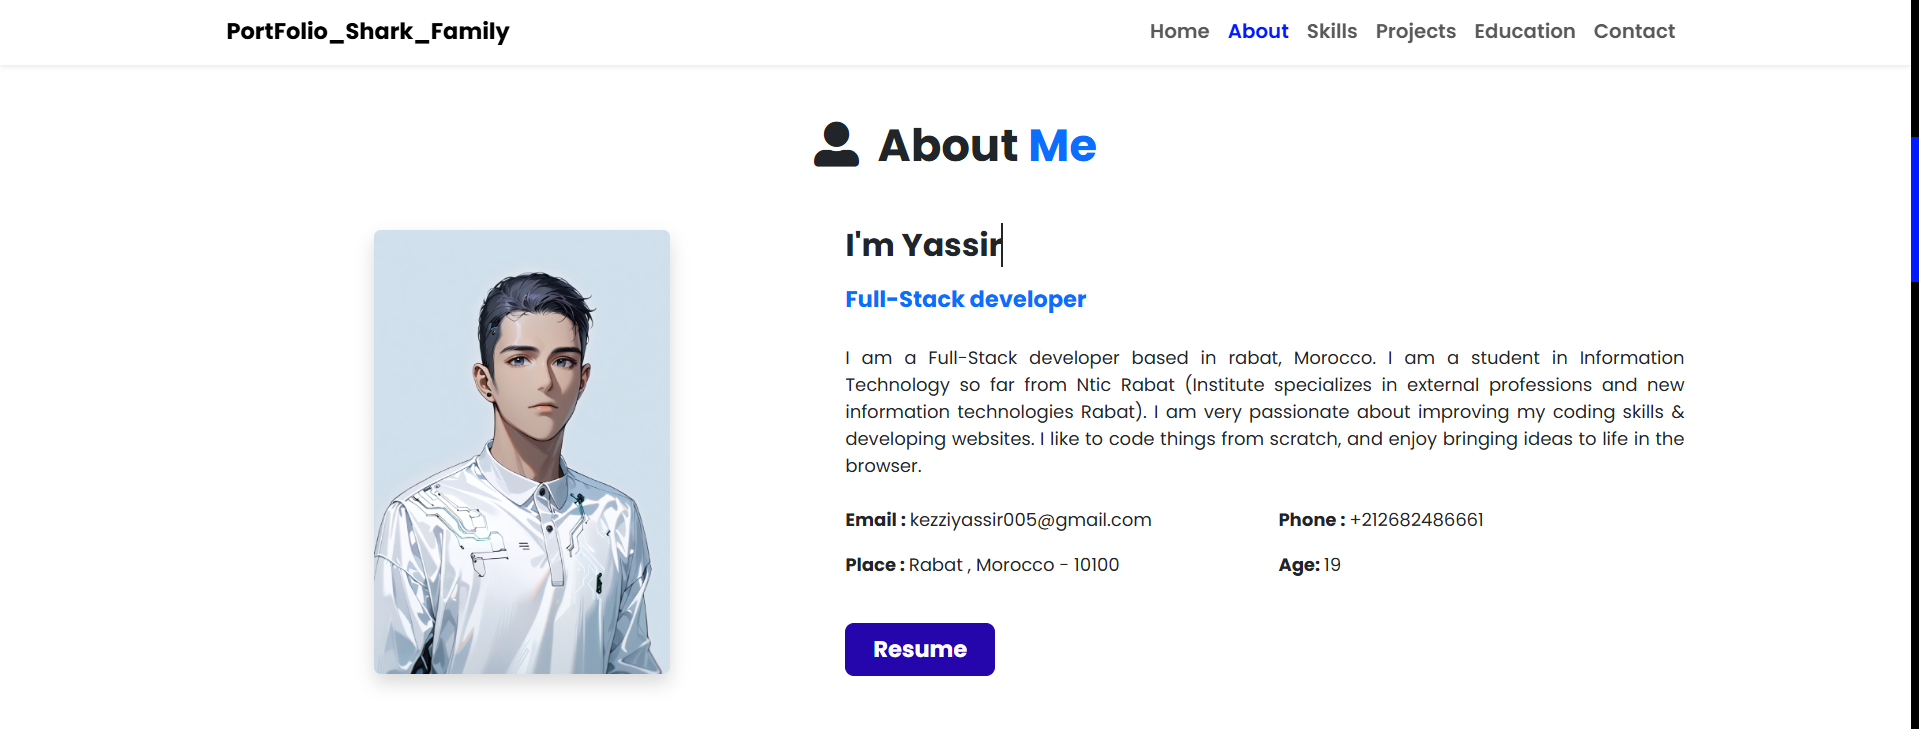 PortFolio_Shark_Family
Home About Skills Projects Education Contact
About Me
I'm Yassir
Full-Stack developer
I am a Full-Stack developer based in rabat, Morocco. I am a student in Information
Technology so far from Ntic Rabat (Institute specializes in external professions and new
information technologies Rabat). I am very passionate about improving my coding skills &
developing websites. I like to code things from scratch, and enjoy bringing ideas to life in the
browser.
Email : kezziyassir005@gmail.com
Phone : +212682486661
Place : Rabat , Morocco - 10100
Age: 19
Resume